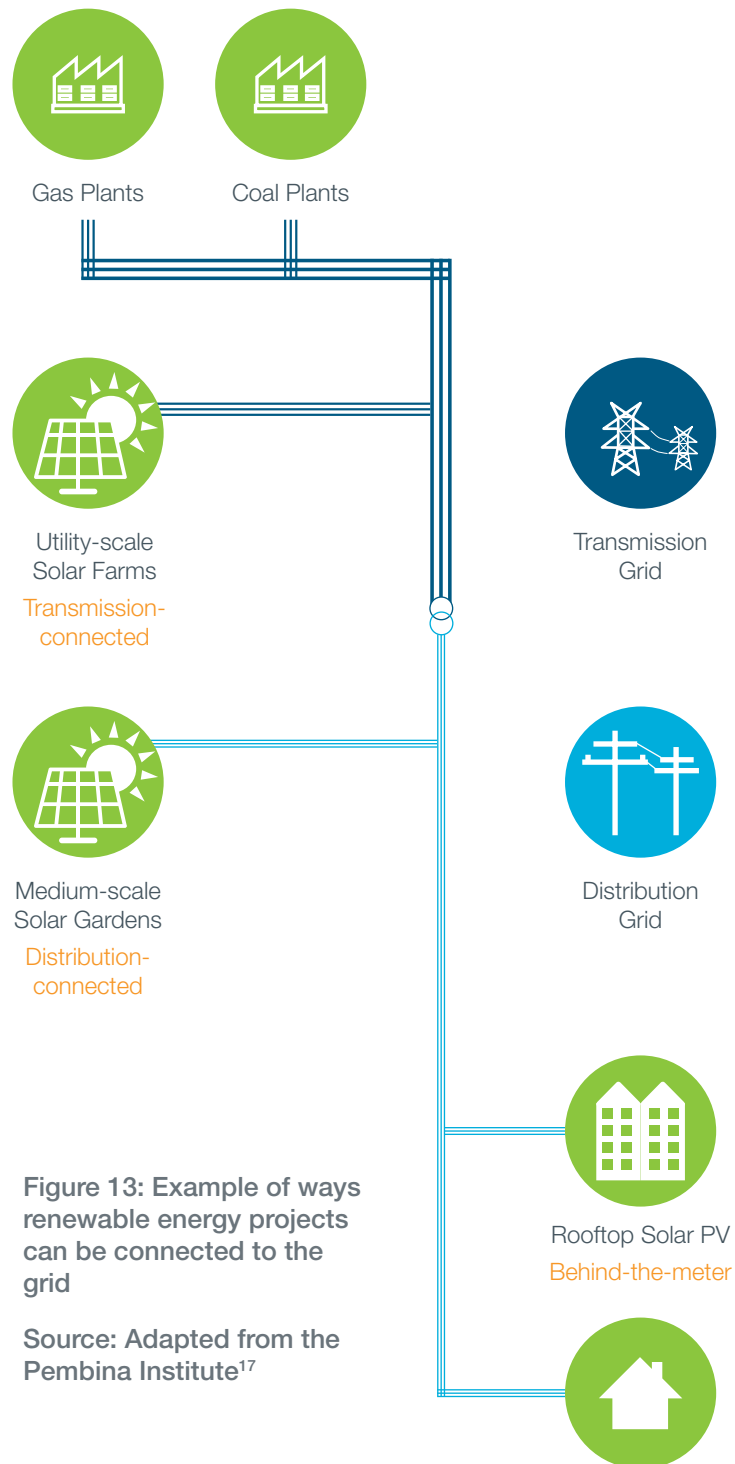 Gas Plants
Coal Plants
Utility-scale
Solar Farms
Transmission-
connected
Transmission
Grid
Medium-scale
Solar Gardens
Distribution-
connected
Distribution
Grid
Rooftop Solar PV
Behind-the-meter
Figure 13: Example of ways
renewable energy projects
can be connected to the
grid
Source: Adapted from the
Pembina Institute17